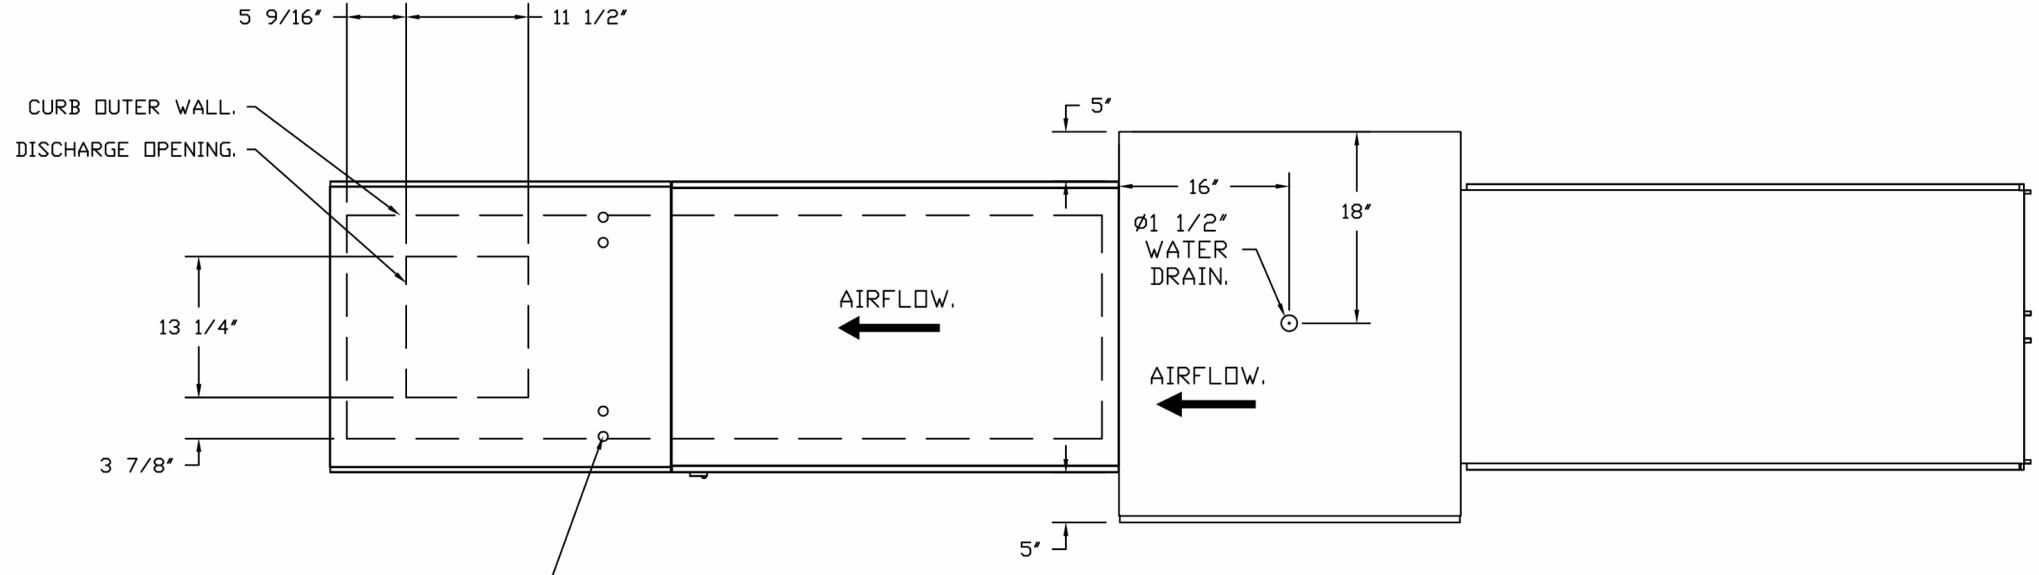 5 9/16"
11 1/2"
CURB OUTER WALL.
DISCHARGE OPENING.
5"
16"
18"
Ø1 1/2"
WATER
DRAIN.
AIRFLOW.
13 1/4"
AIRFLOW.
3 7/8"
5"